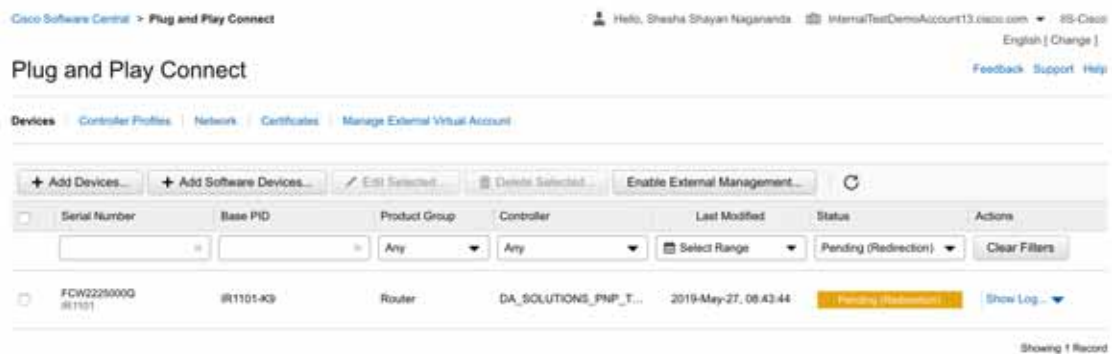 Cisco Software Central > Plug and Play Connect
Hello, Shesha Shayan Nagananda InternalTestDemoAccount13.cisco.com IIS-Cisco
English [ Change ]
Plug and Play Connect
Feedback Support Help
Devices Controller Profiles Network Certificates Manage External Virtual Account
+ Add Devices... + Add Software Devices... Edit Selected... Delete Selected... Enable External Management...
Serial Number Base PID Product Group Controller Last Modified Status Actions
Any Any Select Range Pending (Redirection) Clear Filters
FCW2225000Q IR1101-K9 Router DA_SOLUTIONS_PNP_T... 2019-May-27, 08:43:44 Pending (Redirection) Show Log...
IR1101
Showing 1 Record